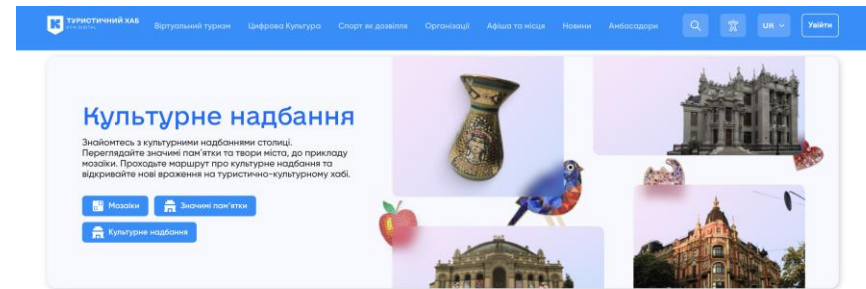 ТУРИСТИЧНИЙ ХАБ
KYIV DIGITAL
Віртуальний туризм Цифрова Культура Спорт як дозвілля Організації Афіша та місця Новини Амбасадори UK Увійти
Культурне надбання
Знайомтесь з культурними надбаннями столиці.
Переглядайте значимі пам'ятки та твори міста, до прикладу
мозаїки. Проходьте маршрут про культурне надбання та
відкривайте нові враження на туристично-культурному хабі.
Мозаїки Значимі пам'ятки
Культурне надбання